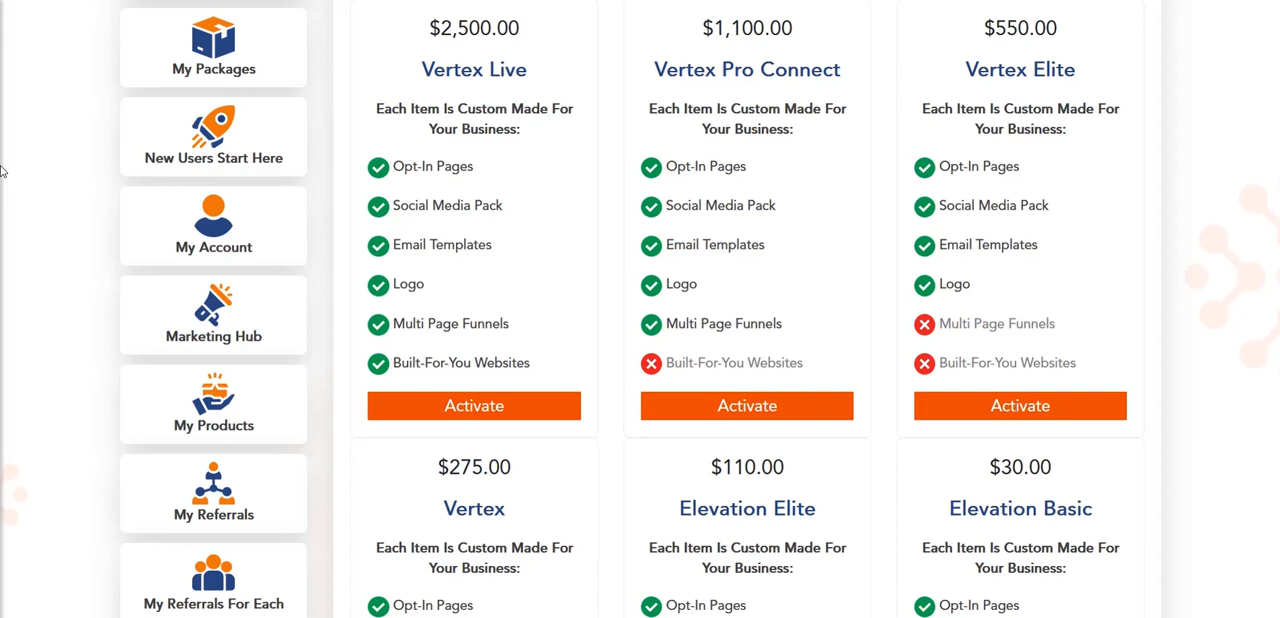 My Packages
New Users Start Here
My Account
Marketing Hub
My Products
My Referrals
My Referrals For Each
$2,500.00
Vertex Live
Each Item Is Custom Made For
Your Business:
Opt-In Pages
Social Media Pack
Email Templates
Logo
Multi Page Funnels
Built-For-You Websites
Activate
$1,100.00
Vertex Pro Connect
Each Item Is Custom Made For
Your Business:
Opt-In Pages
Social Media Pack
Email Templates
Logo
Multi Page Funnels
Built-For-You Websites
Activate
$550.00
Vertex Elite
Each Item Is Custom Made For
Your Business:
Opt-In Pages
Social Media Pack
Email Templates
Logo
Multi Page Funnels
Built-For-You Websites
Activate
$275.00
Vertex
Each Item Is Custom Made For
Your Business:
Opt-In Pages
$110.00
Elevation Elite
Each Item Is Custom Made For
Your Business:
Opt-In Pages
$30.00
Elevation Basic
Each Item Is Custom Made For
Your Business:
Opt-In Pages